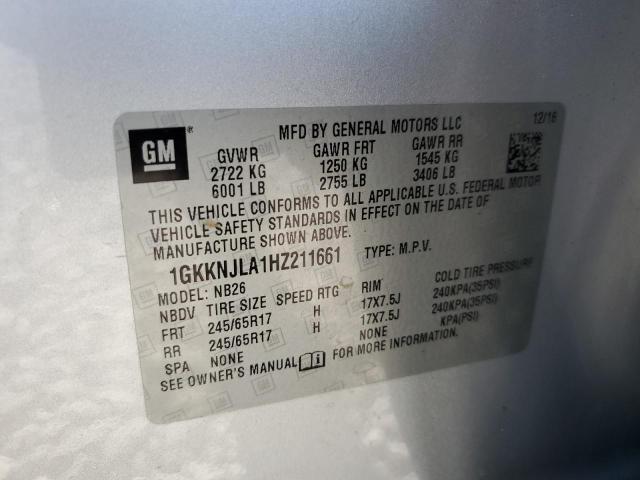 GM
MFD BY GENERAL MOTORS LLC 12/16
GVWR GAWR FRT GAWR RR
2722 KG 1250 KG 1545 KG
6001 LB 2755 LB 3406 LB
THIS VEHICLE CONFORMS TO ALL APPLICABLE U.S. FEDERAL MOTOR
VEHICLE SAFETY STANDARDS IN EFFECT ON THE DATE OF
MANUFACTURE SHOWN ABOVE.
1GKKNJLA1HZ211661 TYPE: M.P.V.
MODEL: NB26
NBDV TIRE SIZE SPEED RTG RIM COLD TIRE PRESSURE
FRT 245/65R17 H 17X7.5J 240KPA(35PSI)
RR 245/65R17 H 17X7.5J 240KPA(35PSI)
SPA NONE NONE KPA(PSI)
SEE OWNER'S MANUAL FOR MORE INFORMATION.